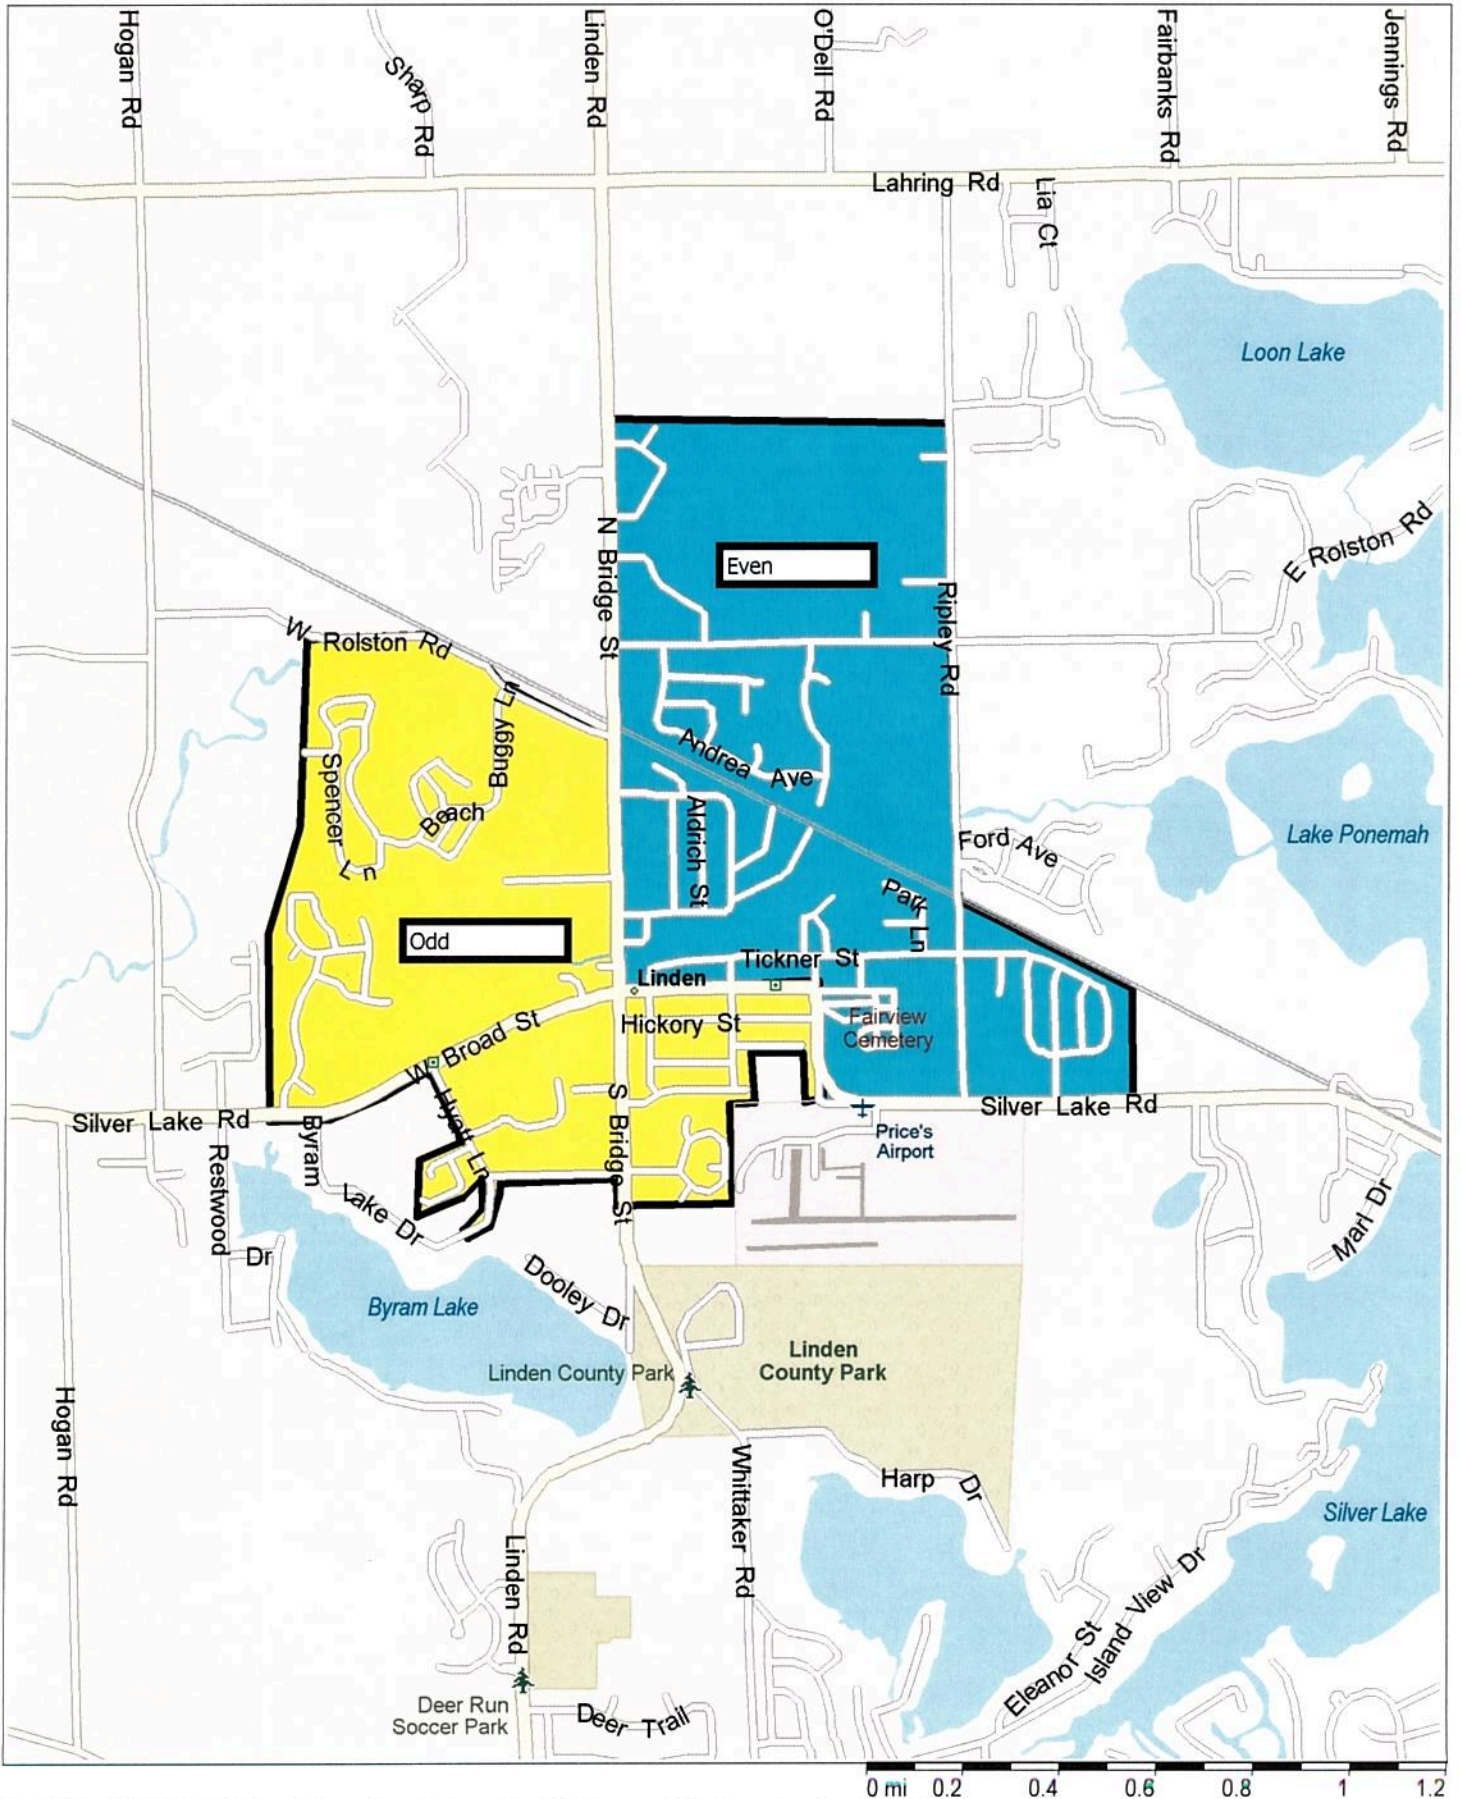 Hogan Rd
Sharp Rd
Linden Rd
O'Dell Rd
Fairbanks Rd
Jennings Rd
Lahring Rd
Lia Ct
Loon Lake
N Bridge St
Even
E Rolston Rd
Ripley Rd
W Rolston Rd
Buggy Ln
Andrea Ave
Spencer Ln
Beach
Aldrich St
Ford Ave
Lake Ponemah
Park Ln
Odd
Tickner St
Linden
Hickory St
Fairview
Cemetery
W Broad St
Hyatt Ln
S Bridge St
Silver Lake Rd
Silver Lake Rd
Byram
Lake Dr
Restwood
Dr
Price's
Airport
Marl Dr
Dooley Dr
Byram Lake
Linden County Park
Linden
County Park
Hogan Rd
Whittaker Rd
Harp Dr
Silver Lake
Linden Rd
Eleanor St
Island View Dr
Deer Run
Soccer Park
Deer Trail
0 mi 0.2 0.4 0.6 0.8 1 1.2